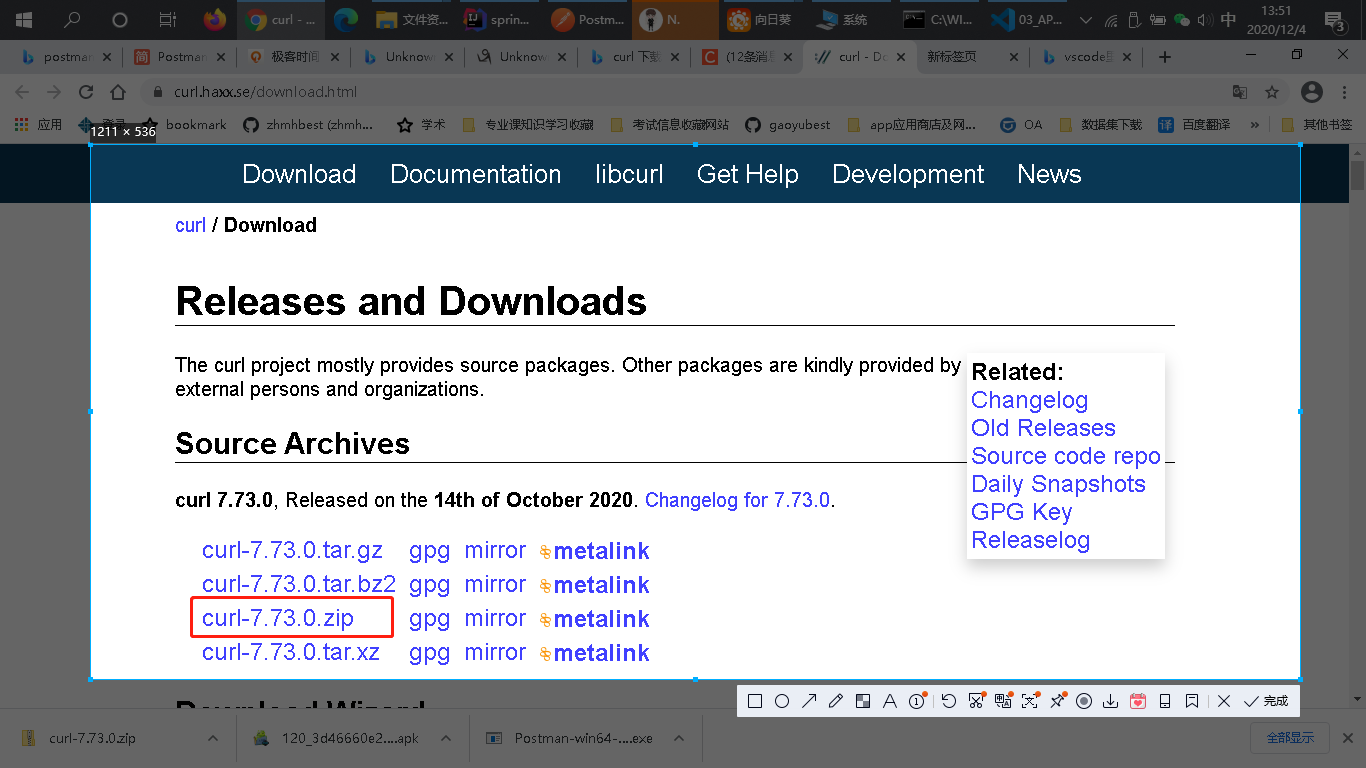 curl - ...
文件资...
sprin...
Postm...
N.
向日葵
系统
C:\WI...
03_AP...
中
13:51
2020/12/4
3
postman
Postman
极客时间
Unknow
Unknow
curl 下载
(12条消息
curl - Do
新标签页
vscode
curl.haxx.se/download.html
应用
bookmark
zhmhbest (zhmh...
学术
专业课知识学习收藏
考试信息收藏网站
gaoyubest
app应用商店及网...
OA
数据集下载
译 百度翻译
»
其他书签
1211 × 536
Download Documentation libcurl Get Help Development News
curl / Download
Releases and Downloads
The curl project mostly provides source packages. Other packages are kindly provided by
external persons and organizations.
Related:
Changelog
Old Releases
Source code repo
Daily Snapshots
GPG Key
Releaselog
Source Archives
curl 7.73.0, Released on the 14th of October 2020. Changelog for 7.73.0.
curl-7.73.0.tar.gz gpg mirror metalink
curl-7.73.0.tar.bz2 gpg mirror metalink
curl-7.73.0.zip gpg mirror metalink
curl-7.73.0.tar.xz gpg mirror metalink
Download Wizard
完成
curl-7.73.0.zip
120_3d46660e2....apk
Postman-win64-....exe
全部显示